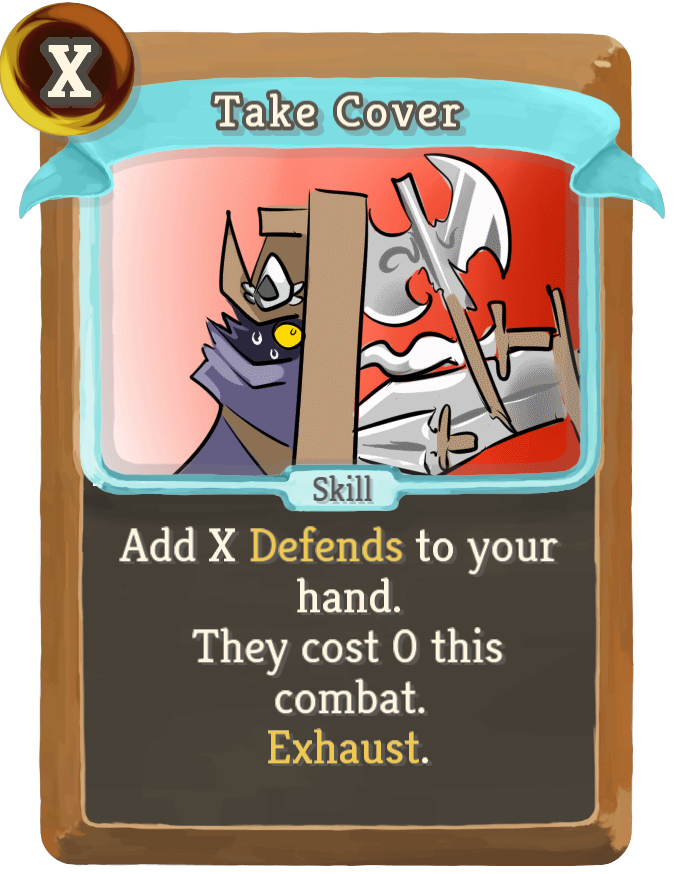 X
Take Cover
Skill
Add X Defends to your
hand.
They cost 0 this
combat.
Exhaust.